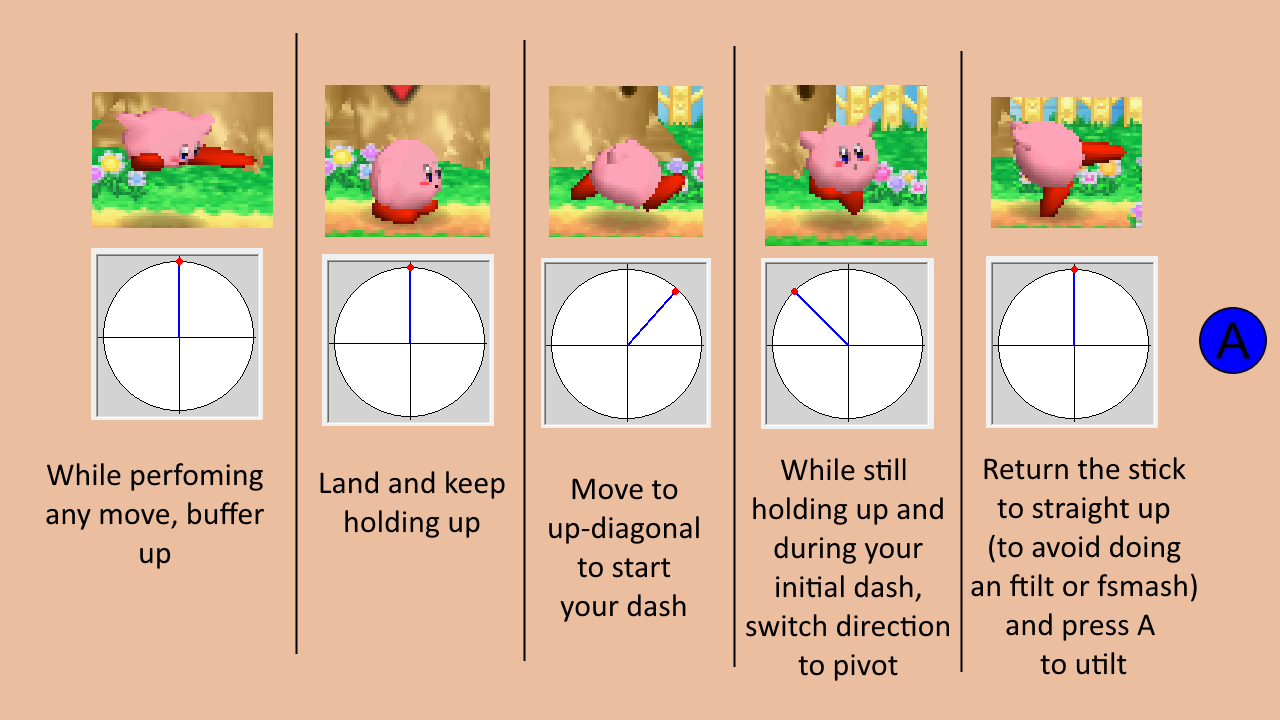 While perfoming
any move, buffer
up
Land and keep
holding up
Move to
up-diagonal
to start
your dash
While still
holding up and
during your
initial dash,
switch direction
to pivot
Return the stick
to straight up
(to avoid doing
an ftilt or fsmash)
and press A
to utilt
A